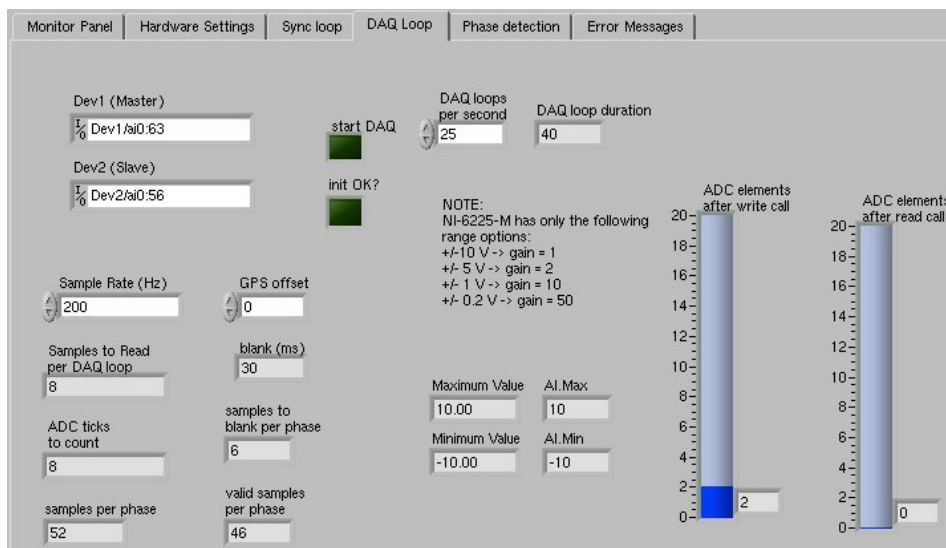 Monitor Panel
Hardware Settings
Sync loop
DAQ Loop
Phase detection
Error Messages
Dev1 (Master)
Dev1/ai0:63
Dev2 (Slave)
Dev2/ai0:56
start DAQ
init OK?
DAQ loops
per second
25
DAQ loop duration
40
NOTE:
NI-6225-M has only the following
range options:
+/-10 V -> gain = 1
+/- 5 V -> gain = 2
+/- 1 V -> gain = 10
+/- 0.2 V -> gain = 50
Sample Rate (Hz)
200
GPS offset
0
Samples to Read
per DAQ loop
8
blank (ms)
30
ADC ticks
to count
8
samples to
blank per phase
6
samples per phase
52
valid samples
per phase
46
Maximum Value
10.00
AI.Max
10
Minimum Value
-10.00
AI.Min
-10
ADC elements
after write call
20
18
16
14
12
10
8
6
4
2
0
2
ADC elements
after read call
20
18
16
14
12
10
8
6
4
2
0
0